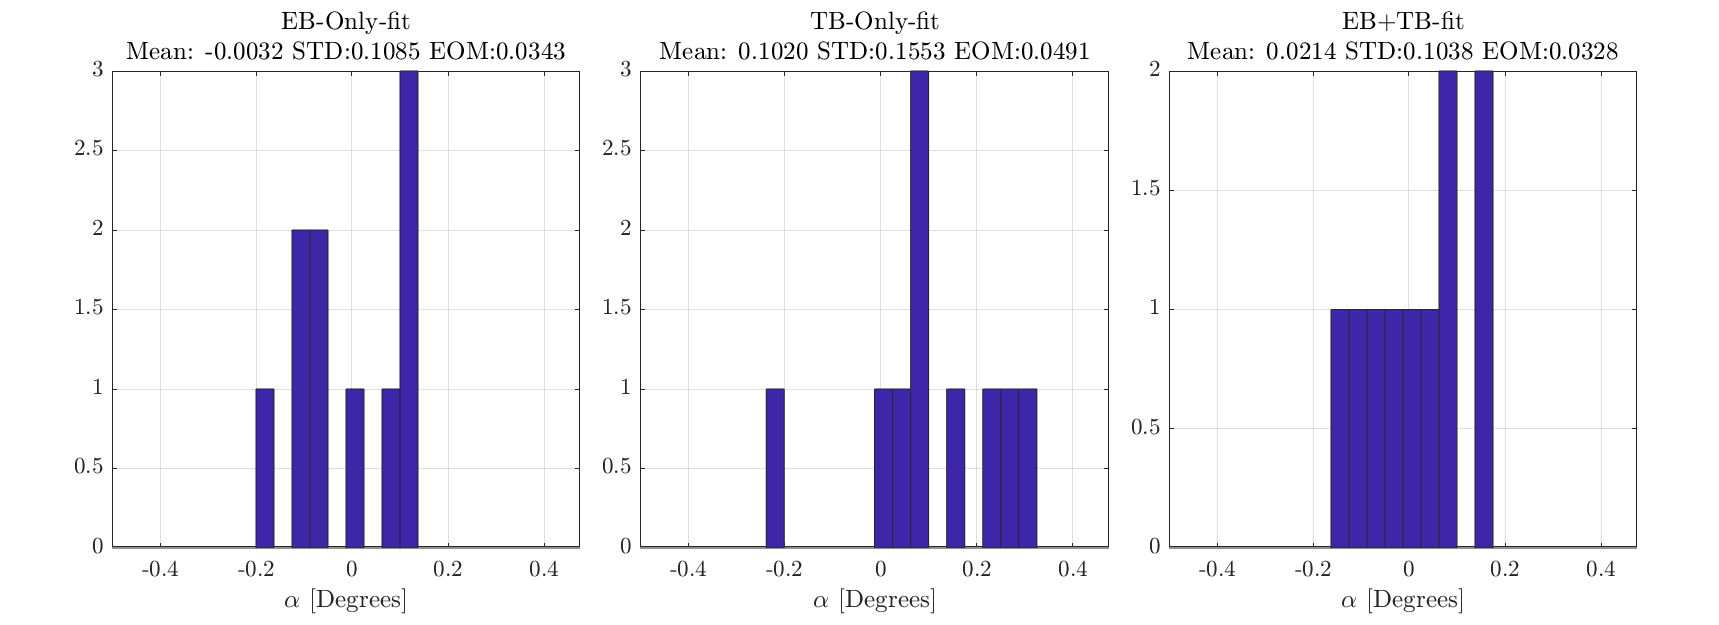 EB-Only-fit
Mean: -0.0032 STD:0.1085 EOM:0.0343
3
2.5
2
1.5
1
0.5
0
-0.4 -0.2 0 0.2 0.4
α [Degrees]
TB-Only-fit
Mean: 0.1020 STD:0.1553 EOM:0.0491
3
2.5
2
1.5
1
0.5
0
-0.4 -0.2 0 0.2 0.4
α [Degrees]
EB+TB-fit
Mean: 0.0214 STD:0.1038 EOM:0.0328
2
1.5
1
0.5
0
-0.4 -0.2 0 0.2 0.4
α [Degrees]